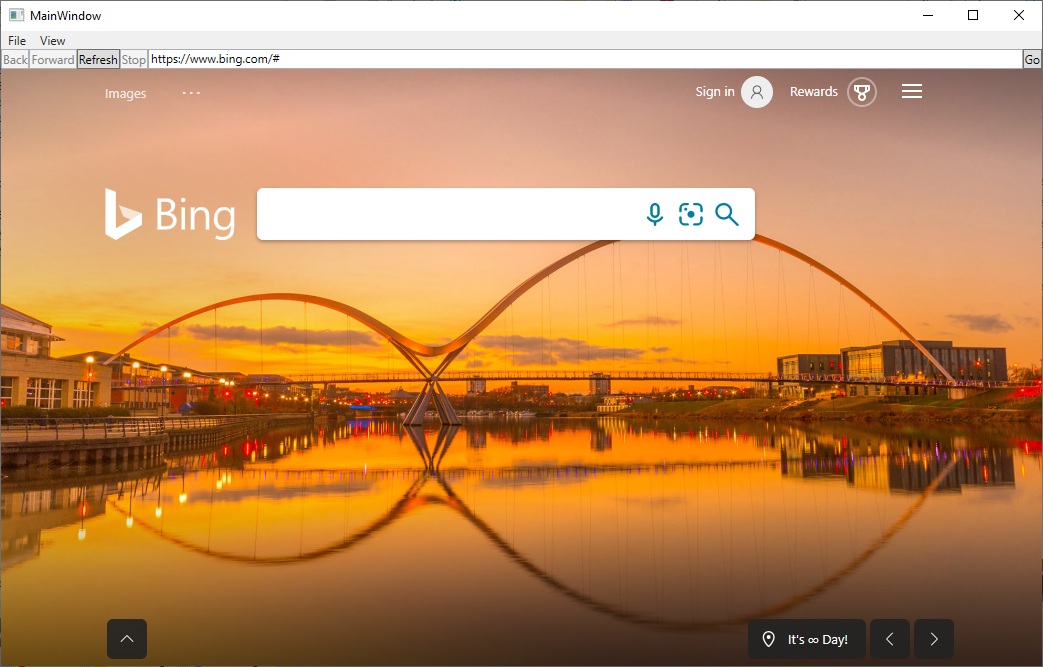 MainWindow
File View
Back Forward Refresh Stop https://www.bing.com/# Go
Images ... Sign in Rewards
Bing
It's ∞ Day!